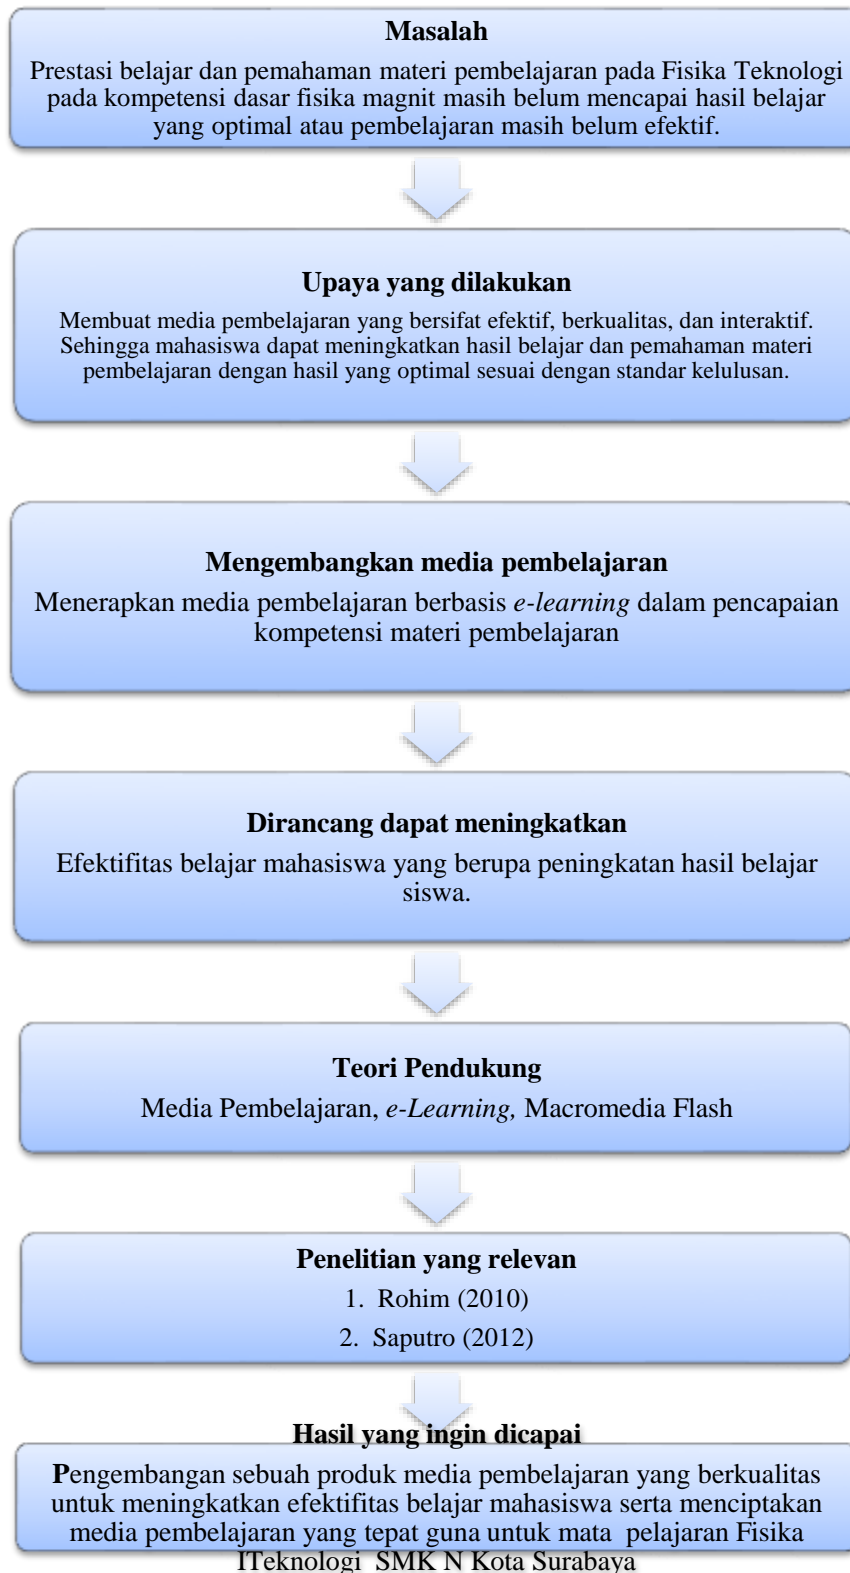 Masalah
Prestasi belajar dan pemahaman materi pembelajaran pada Fisika Teknologi
pada kompetensi dasar fisika magnit masih belum mencapai hasil belajar
yang optimal atau pembelajaran masih belum efektif.
Upaya yang dilakukan
Membuat media pembelajaran yang bersifat efektif, berkualitas, dan interaktif.
Sehingga mahasiswa dapat meningkatkan hasil belajar dan pemahaman materi
pembelajaran dengan hasil yang optimal sesuai dengan standar kelulusan.
Mengembangkan media pembelajaran
Menerapkan media pembelajaran berbasis e-learning dalam pencapaian
kompetensi materi pembelajaran
Dirancang dapat meningkatkan
Efektifitas belajar mahasiswa yang berupa peningkatan hasil belajar
siswa.
Teori Pendukung
Media Pembelajaran, e-Learning, Macromedia Flash
Penelitian yang relevan
1. Rohim (2010)
2. Saputro (2012)
Hasil yang ingin dicapai
Pengembangan sebuah produk media pembelajaran yang berkualitas
untuk meningkatkan efektifitas belajar mahasiswa serta menciptakan
media pembelajaran yang tepat guna untuk mata pelajaran Fisika
ITeknologi SMK N Kota Surabaya